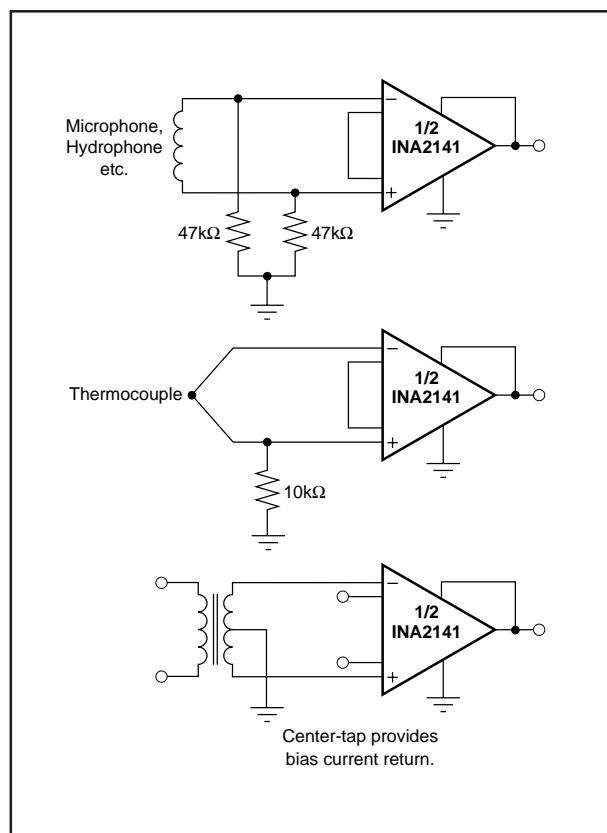 Microphone,
Hydrophone
etc.
47kΩ
47kΩ
−
+
1/2
INA2141
Thermocouple
10kΩ
−
+
1/2
INA2141
−
+
1/2
INA2141
Center-tap provides
bias current return.